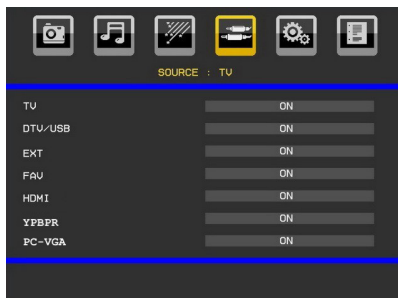 SOURCE : TV
TV ON
DTV/USB ON
EXT ON
FAV ON
HDMI ON
YPBPR ON
PC-VGA ON